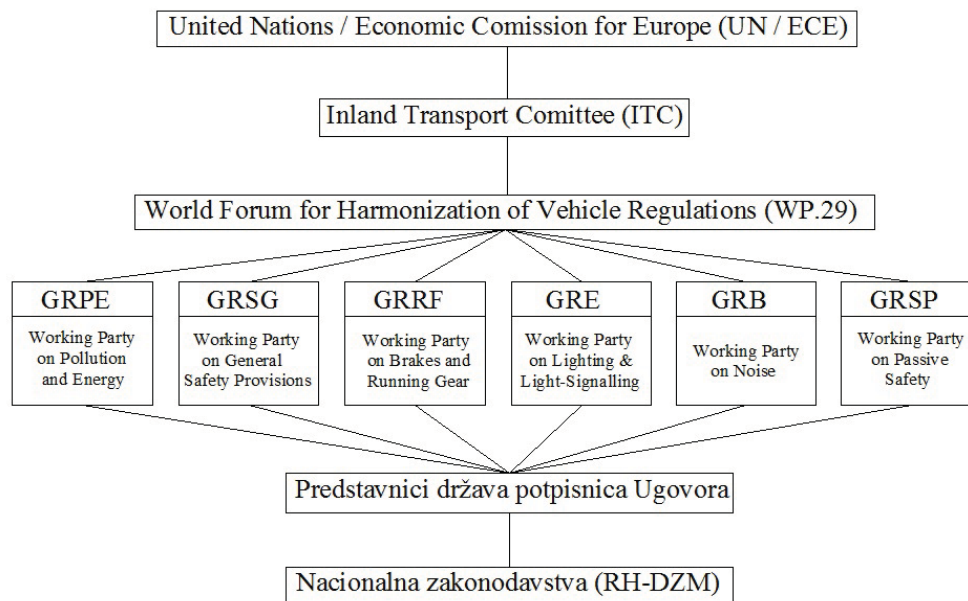 United Nations / Economic Comission for Europe (UN / ECE)
Inland Transport Comittee (ITC)
World Forum for Harmonization of Vehicle Regulations (WP.29)
GRPE
Working Party
on Pollution
and Energy
GRSG
Working Party
on General
Safety Provisions
GRRF
Working Party
on Brakes and
Running Gear
GRE
Working Party
on Lighting &
Light-Signalling
GRB
Working Party
on Noise
GRSP
Working Party
on Passive
Safety
Predstavnici država potpisnica Ugovora
Nacionalna zakonodavstva (RH-DZM)